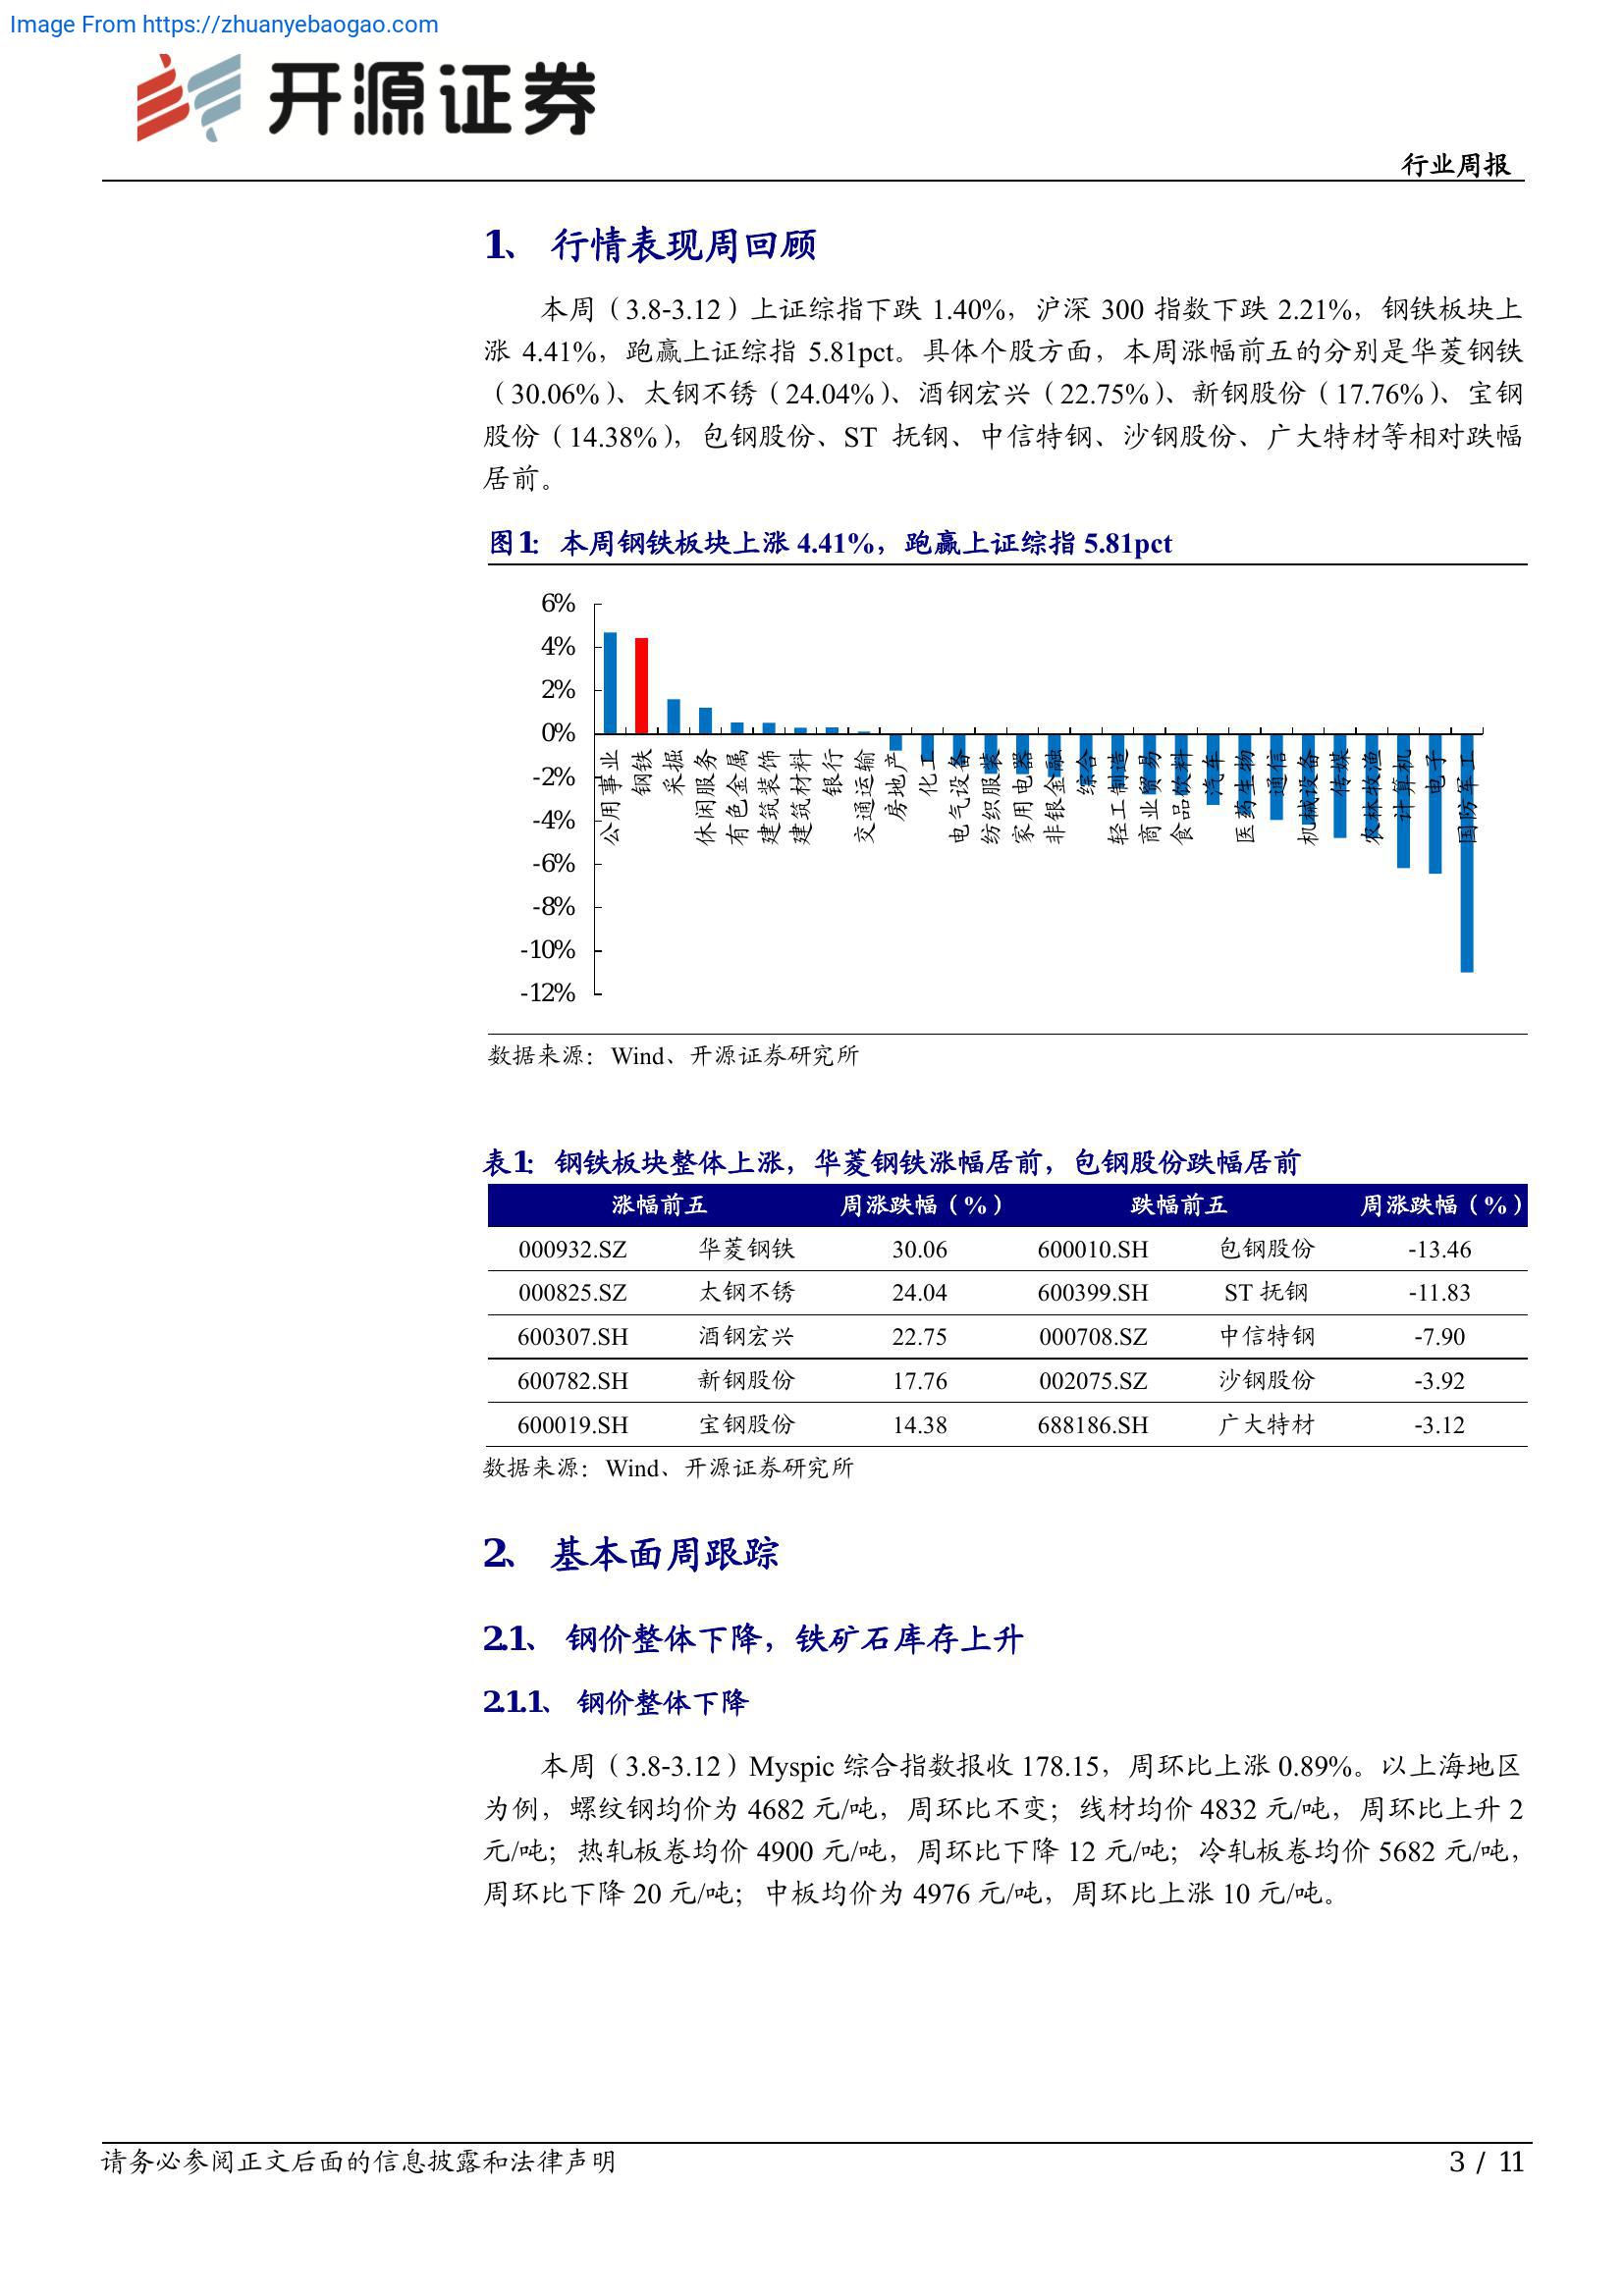 Image From https://zhuanyebaogao.com
开源证券
行业周报
1、 行情表现周回顾
本周（3.8-3.12）上证综指下跌 1.40%，沪深 300 指数下跌 2.21%，钢铁板块上
涨 4.41%，跑赢上证综指 5.81pct。具体个股方面，本周涨幅前五的分别是华菱钢铁
（30.06%）、太钢不锈（24.04%）、酒钢宏兴（22.75%）、新钢股份（17.76%）、宝钢
股份（14.38%），包钢股份、ST 抚钢、中信特钢、沙钢股份、广大特材等相对跌幅
居前。
图1： 本周钢铁板块上涨 4.41%，跑赢上证综指 5.81pct
6%
4%
2%
0%
-2%
-4%
-6%
-8%
-10%
-12%
公用事业
钢铁
采掘
休闲服务
有色金属
建筑装饰
建筑材料
银行
交通运输
房地产
化工
电气设备
纺织服装
家用电器
非银金融
综合
轻工制造
商业贸易
食品饮料
汽车
医药生物
通信
机械设备
传媒
农林牧渔
计算机
电子
国防军工
数据来源：Wind、开源证券研究所
表1： 钢铁板块整体上涨，华菱钢铁涨幅居前，包钢股份跌幅居前
涨幅前五 周涨跌幅（%） 跌幅前五 周涨跌幅（%）
000932.SZ 华菱钢铁 30.06 600010.SH 包钢股份 -13.46
000825.SZ 太钢不锈 24.04 600399.SH ST 抚钢 -11.83
600307.SH 酒钢宏兴 22.75 000708.SZ 中信特钢 -7.90
600782.SH 新钢股份 17.76 002075.SZ 沙钢股份 -3.92
600019.SH 宝钢股份 14.38 688186.SH 广大特材 -3.12
数据来源：Wind、开源证券研究所
2、 基本面周跟踪
2.1、 钢价整体下降，铁矿石库存上升
2.1.1、 钢价整体下降
本周（3.8-3.12）Myspic 综合指数报收 178.15，周环比上涨 0.89%。以上海地区
为例，螺纹钢均价为 4682 元/吨，周环比不变；线材均价 4832 元/吨，周环比上升 2
元/吨；热轧板卷均价 4900 元/吨，周环比下降 12 元/吨；冷轧板卷均价 5682 元/吨，
周环比下降 20 元/吨；中板均价为 4976 元/吨，周环比上涨 10 元/吨。
请务必参阅正文后面的信息披露和法律声明
3 / 11